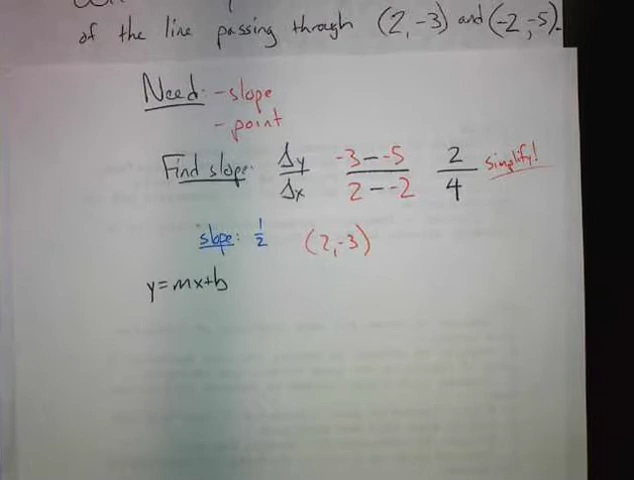 of the line passing through (2,-3) and (-2,-5).
Need: -slope
- point
Find slope: Δy/Δx -3--5/2--2 2/4 simplify!
slope: 1/2 (2,-3)
y=mx+b